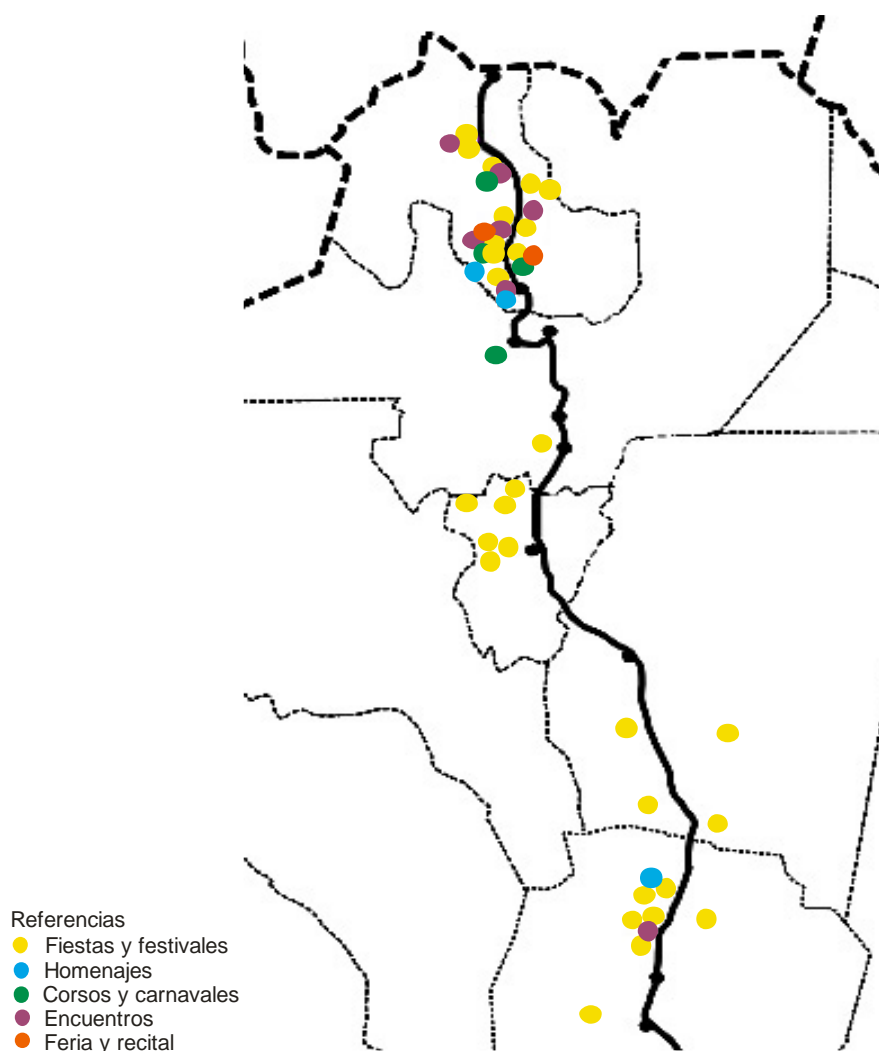 Referencias
Fiestas y festivales
Homenajes
Corsos y carnavales
Encuentros
Feria y recital